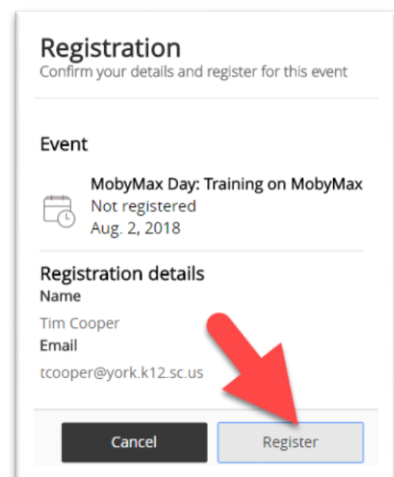 Registration
Confirm your details and register for this event
Event
MobyMax Day: Training on MobyMax
Not registered
Aug. 2, 2018
Registration details
Name
Tim Cooper
Email
tcooper@york.k12.sc.us
Cancel
Register